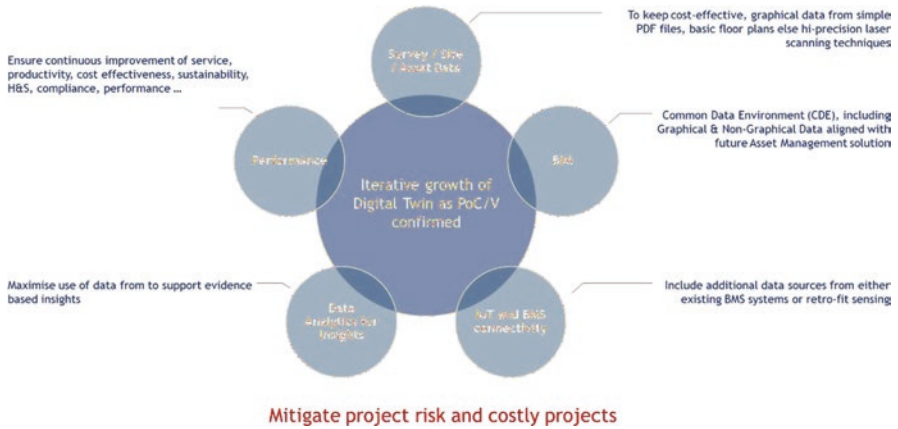 To keep cost-effective, graphical data from simple
PDF files, basic floor plans else hi-precision laser
scanning techniques
Survey / Site
/ Asset Data
Ensure continuous improvement of service,
productivity, cost effectiveness, sustainability,
H&S, compliance, performance ...
Common Data Environment (CDE), including
Graphical & Non-Graphical Data aligned with
future Asset Management solution
Performance
BIM
Iterative growth of
Digital Twin as PoC/V
confirmed
Maximise use of data from to support evidence
based insights
Include additional data sources from either
existing BMS systems or retro-fit sensing
Data
Analytics for
Insights
IoT and BMS
connectivity
Mitigate project risk and costly projects